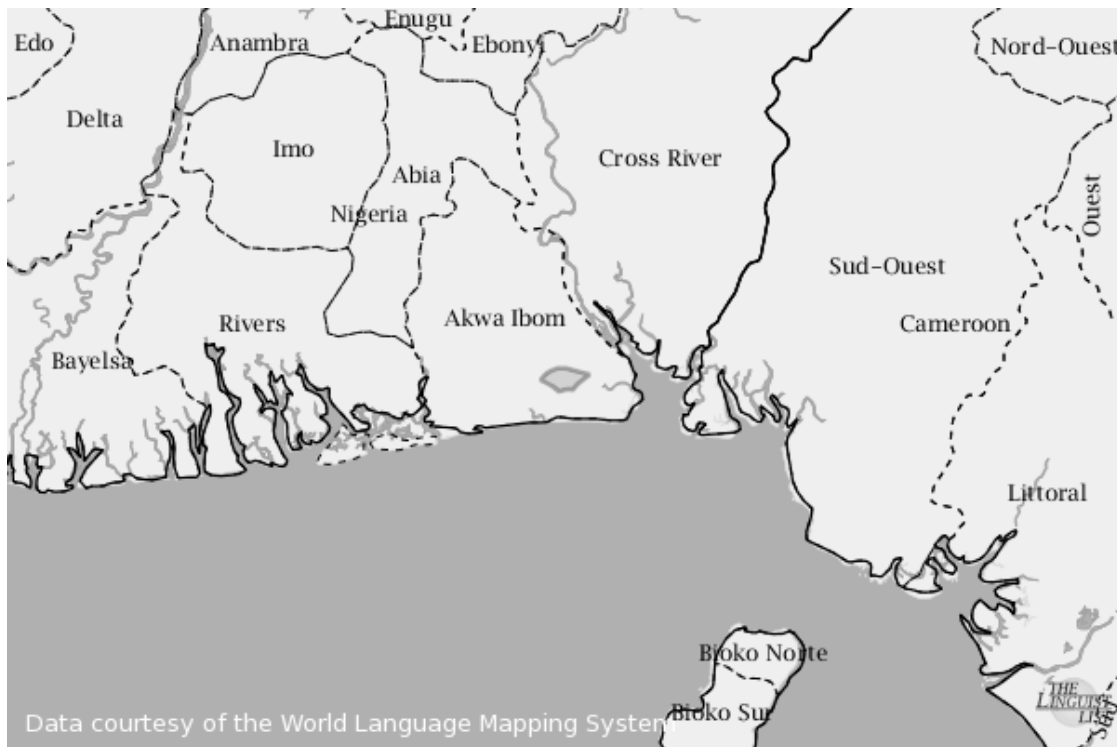 Enugu
Edo
Anambra
Ebonyi
Nord-Ouest
Delta
Imo
Cross River
Abia
Ouest
Nigeria
Sud-Ouest
Rivers
Akwa Ibom
Cameroon
Bayelsa
Littoral
Bioko Norte
THE
Bioko Sur
Data courtesy of the World Language Mapping System